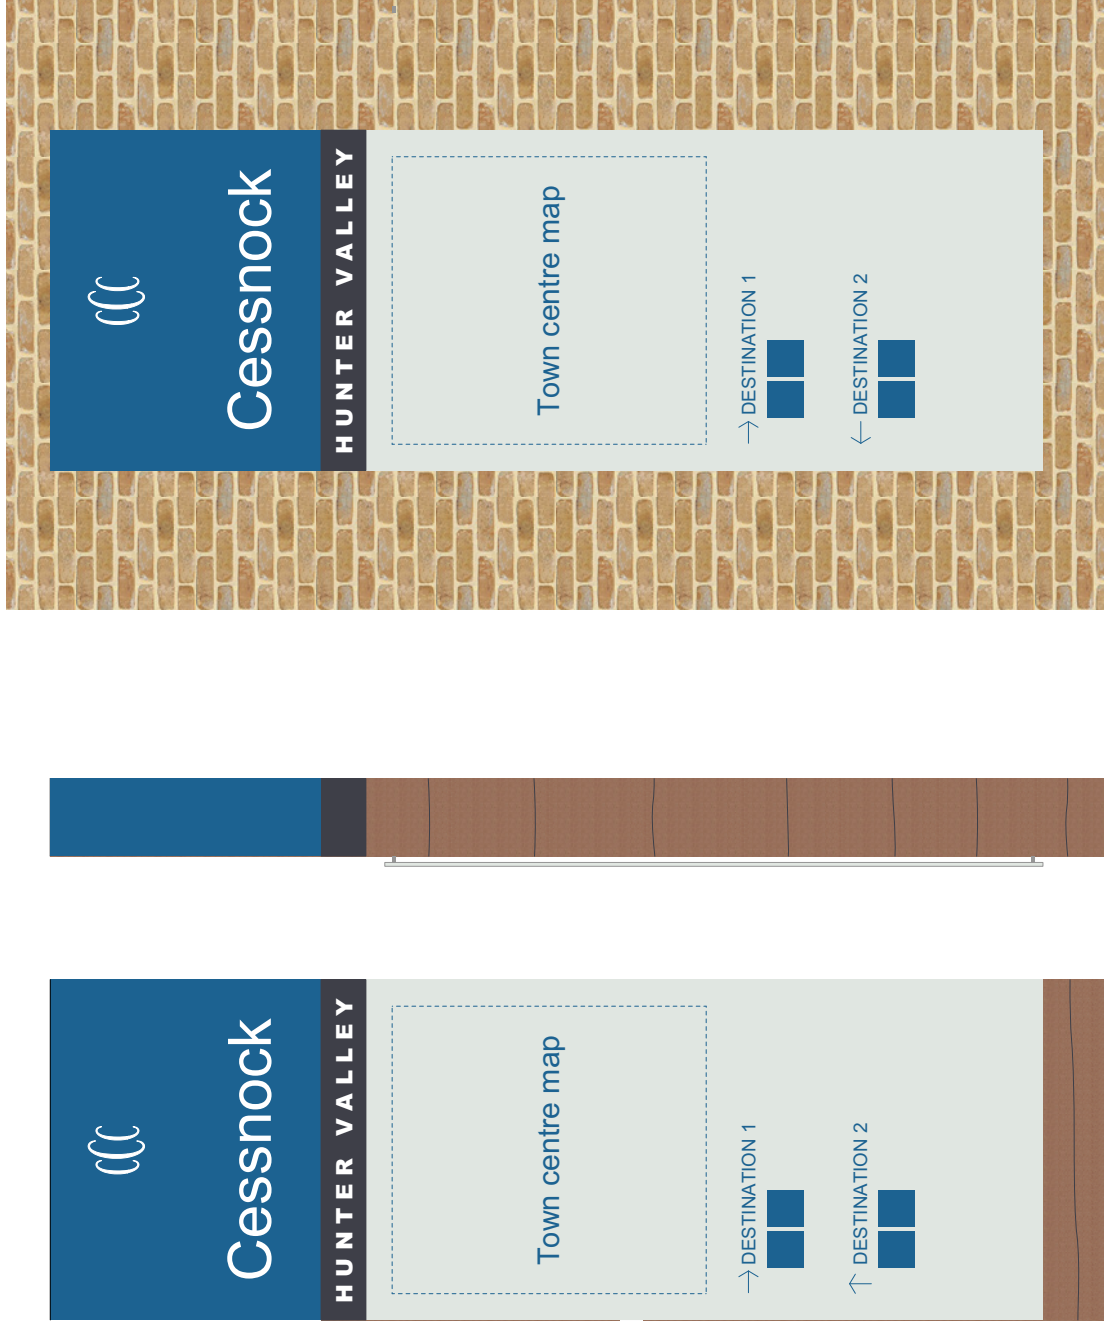 Cessnock
HUNTER VALLEY
Town centre map
DESTINATION 1
DESTINATION 2
Cessnock
HUNTER VALLEY
Town centre map
DESTINATION 1
DESTINATION 2